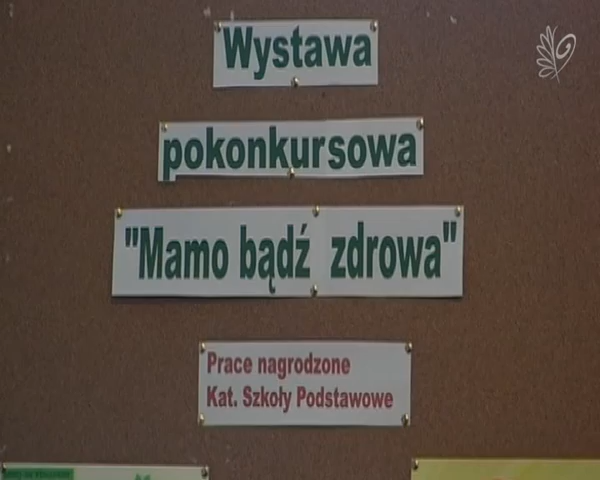 Wystawa
pokonkursowa
"Mamo bądź zdrowa"
Prace nagrodzone
Kat. Szkoły Podstawowe